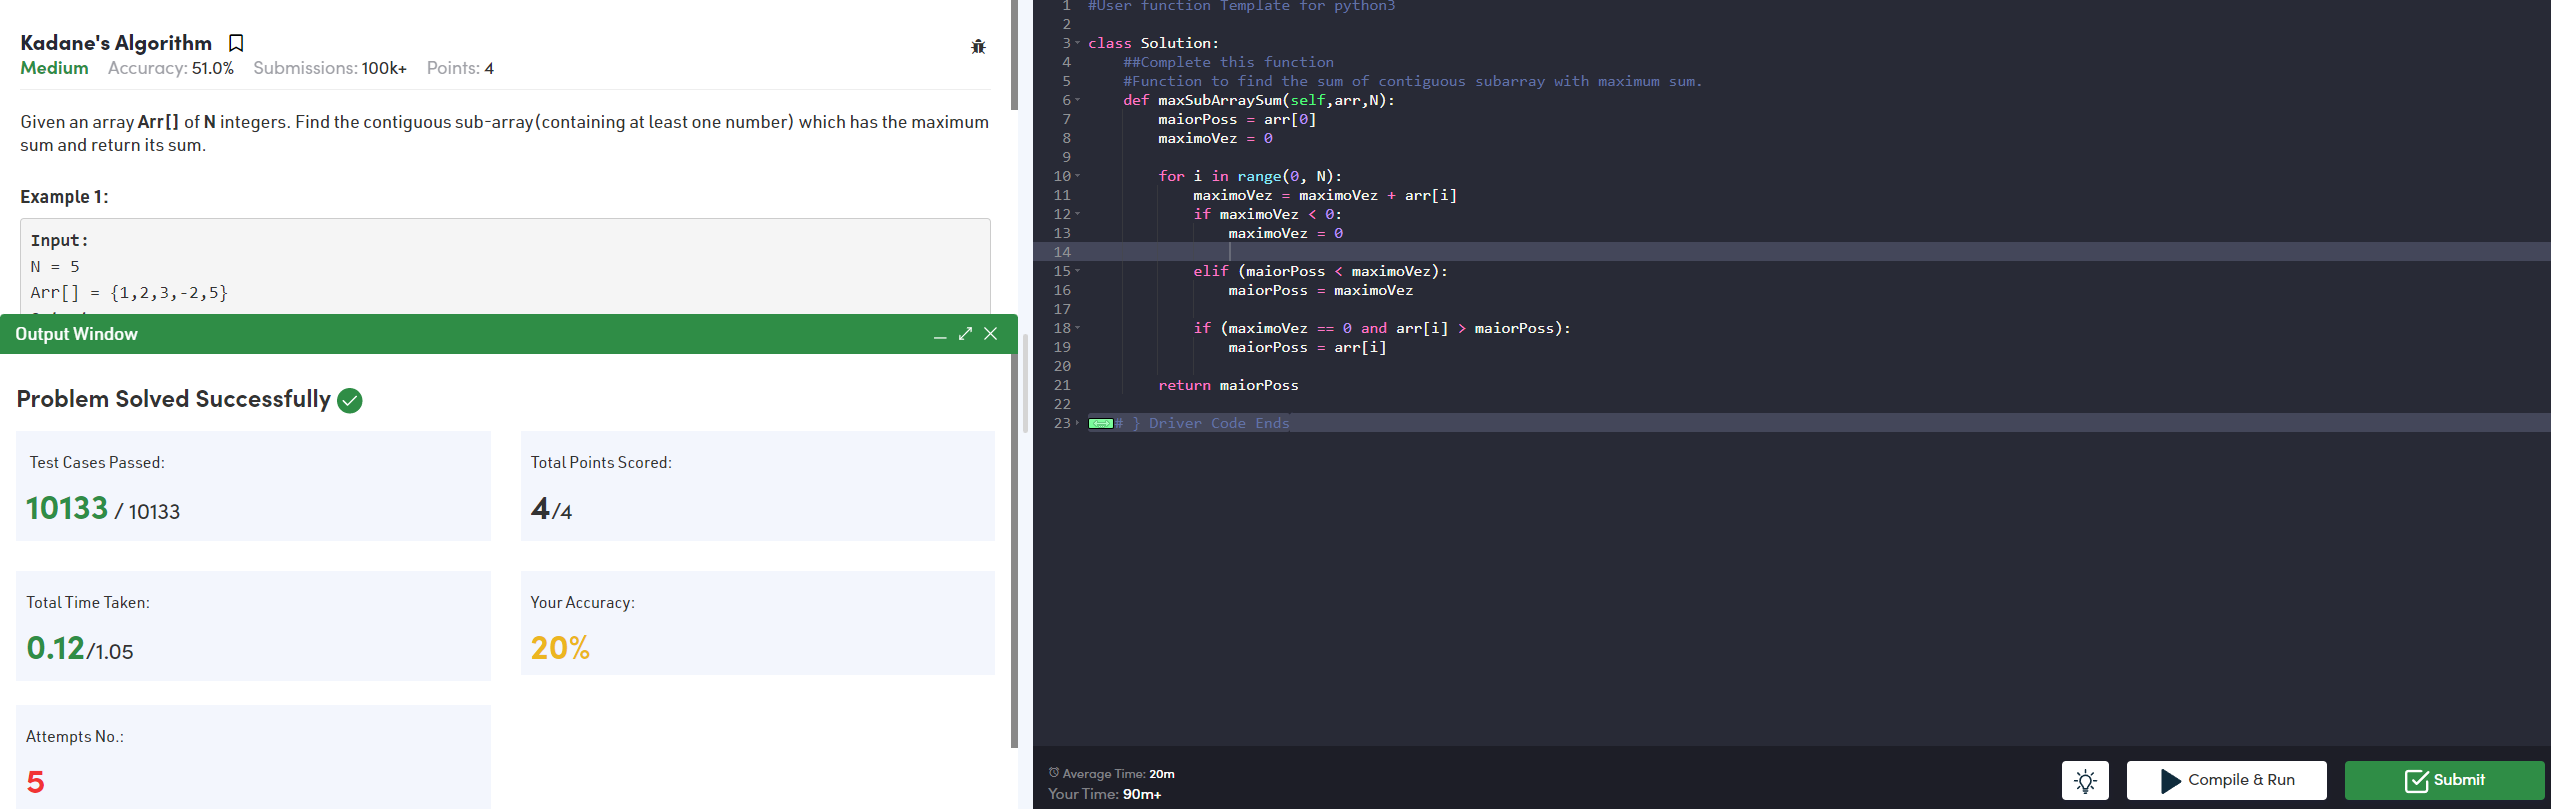 Kadane's Algorithm
Medium Accuracy: 51.0% Submissions: 100k+ Points: 4
Given an array Arr[] of N integers. Find the contiguous sub-array(containing at least one number) which has the maximum
sum and return its sum.
Example 1:
Input:
N = 5
Arr[] = {1,2,3,-2,5}
Output Window
Problem Solved Successfully
Test Cases Passed:
10133 / 10133
Total Points Scored:
4/4
Total Time Taken:
0.12/1.05
Your Accuracy:
20%
Attempts No.:
5
1 #User function Template for python3
2
3 class Solution:
4 ##Complete this function
5 #Function to find the sum of contiguous subarray with maximum sum.
6 def maxSubArraySum(self,arr,N):
7 maiorPoss = arr[0]
8 maximoVez = 0
9
10 for i in range(0, N):
11 maximoVez = maximoVez + arr[i]
12 if maximoVez < 0:
13 maximoVez = 0
14
15 elif (maiorPoss < maximoVez):
16 maiorPoss = maximoVez
17
18 if (maximoVez == 0 and arr[i] > maiorPoss):
19 maiorPoss = arr[i]
20
21 return maiorPoss
22
23 # } Driver Code Ends
Average Time: 20m
Your Time: 90m+
Compile & Run
Submit